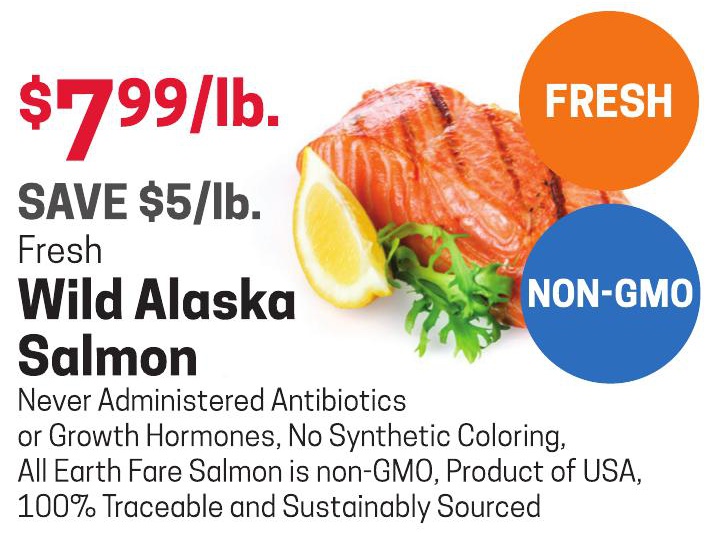 $7.99/lb.
SAVE $5/lb.
Fresh
Wild Alaska
Salmon
Never Administered Antibiotics
or Growth Hormones, No Synthetic Coloring,
All Earth Fare Salmon is non-GMO, Product of USA,
100% Traceable and Sustainably Sourced
FRESH
NON-GMO